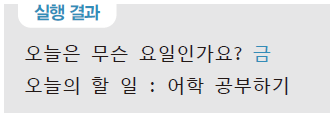 실행 결과
오늘은 무슨 요일인가요? 금
오늘의 할 일 : 어학 공부하기